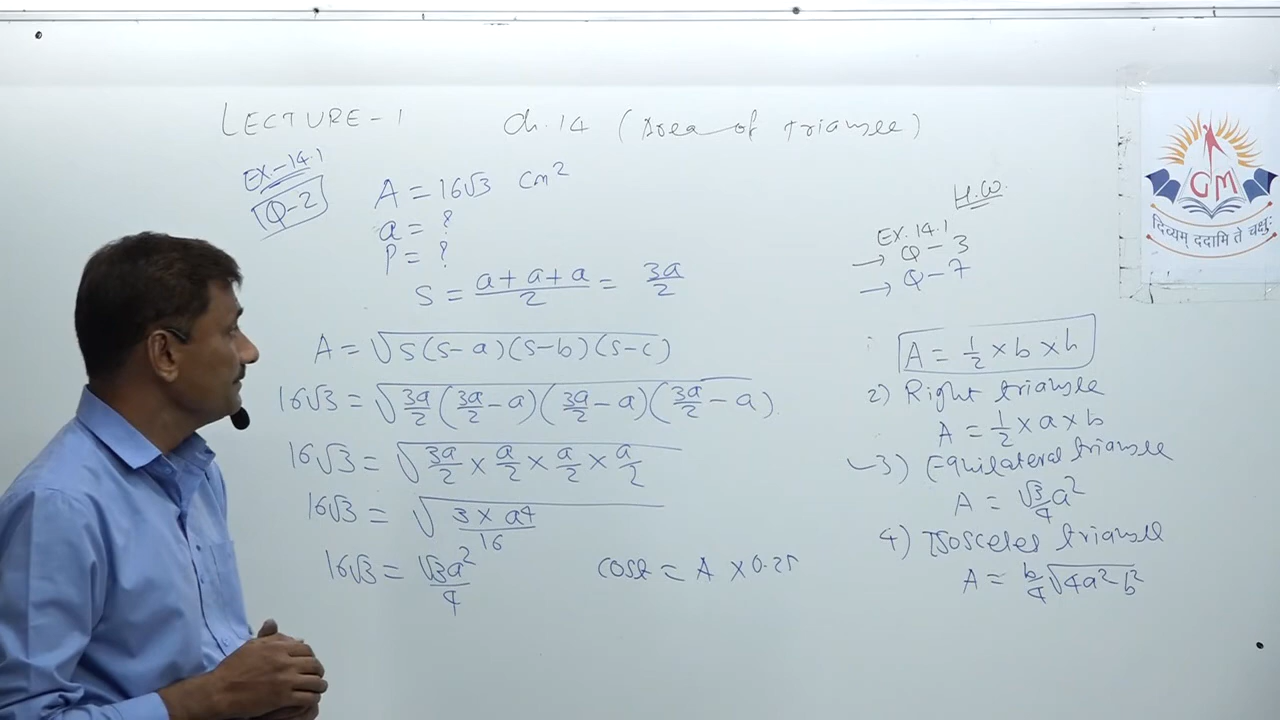 LECTURE-1 Ch.14 (Area of triangle)
Ex-14.1
Q-2
A = 16√3 cm²
a = ?
P = ?
S = (a + a + a)/2 = 3a/2
A = √S(S-a)(S-b)(S-c)
16√3 = √3a/2(3a/2 - a)(3a/2 - a)(3a/2 - a)
16√3 = √3a/2 × a/2 × a/2 × a/2
16√3 = √(3 × a4)/16
16√3 = √3a²/4
cost = A × 0.25
H.W.
EX.14.1
→ Q-3
→ Q-7
A = 1/2 × b × h
2) Right triangle
A = 1/2 × a × b
3) Equilateral triangle
A = √3/4 a²
4) Isosceles triangle
A = b/4 √4a²-b²
GM
दिव्यम् ददामि ते चक्षुः